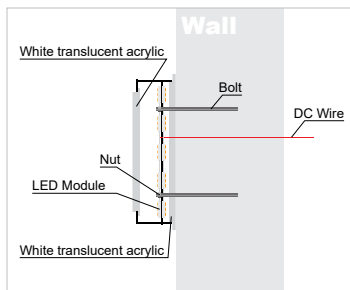 Wall
White translucent acrylic
Bolt
DC Wire
Nut
LED Module
White translucent acrylic